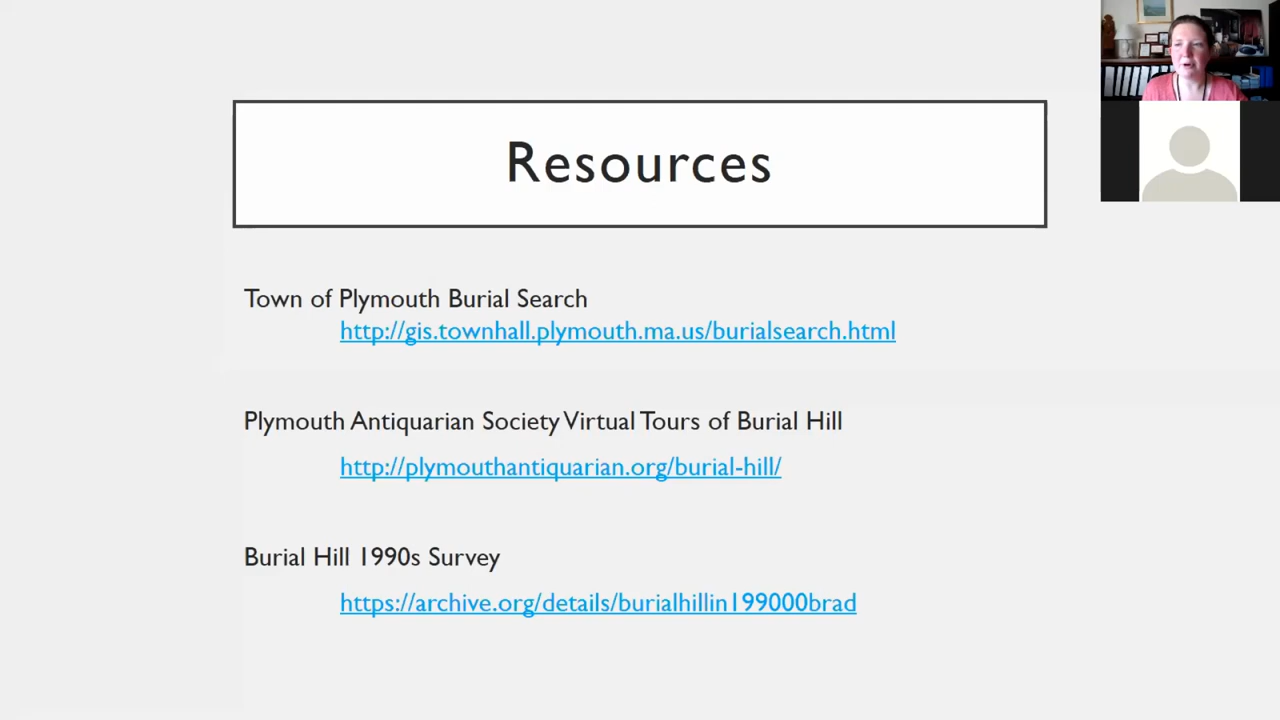 Resources
Town of Plymouth Burial Search
http://gis.townhall.plymouth.ma.us/burialsearch.html
Plymouth Antiquarian Society Virtual Tours of Burial Hill
http://plymouthantiquarian.org/burial-hill/
Burial Hill 1990s Survey
https://archive.org/details/burialhillin199000brad